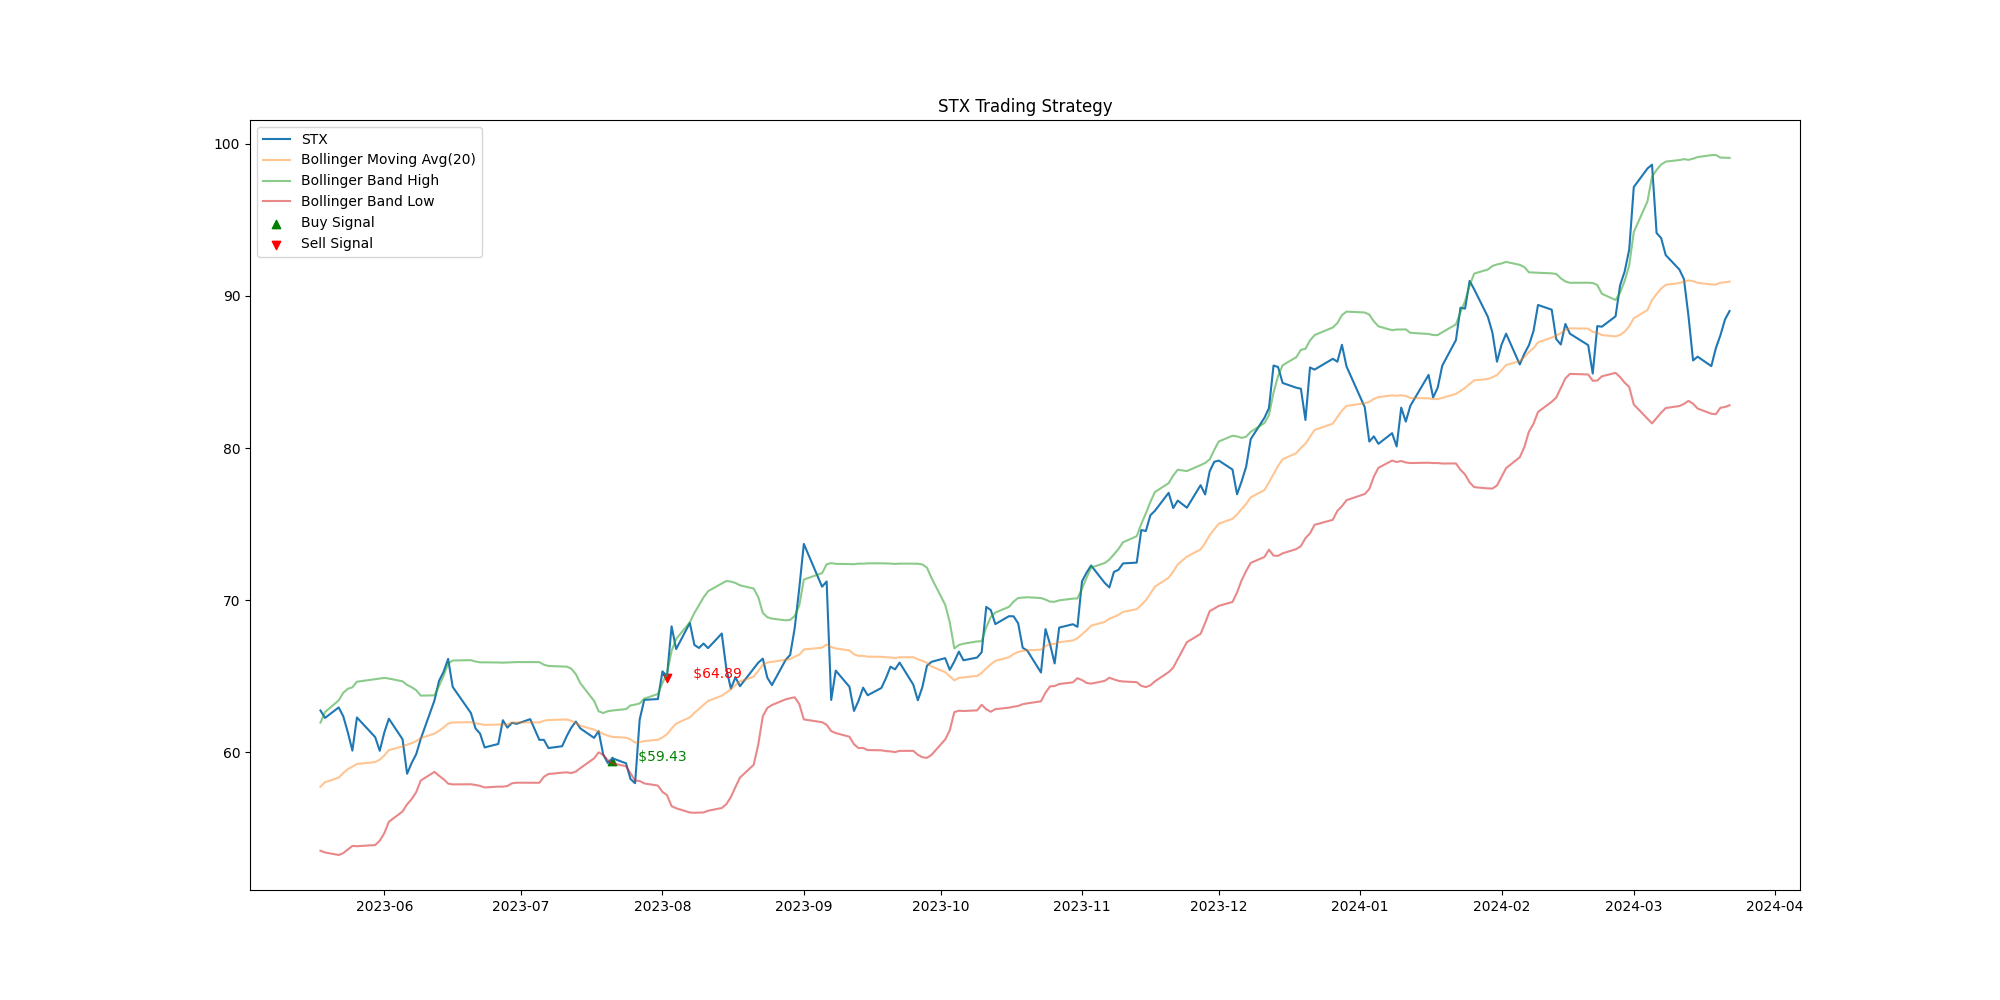 STX Trading Strategy
STX
Bollinger Moving Avg(20)
Bollinger Band High
Bollinger Band Low
Buy Signal
Sell Signal
100
90
80
70
60
$64.89
$59.43
2023-06 2023-07 2023-08 2023-09 2023-10 2023-11 2023-12 2024-01 2024-02 2024-03 2024-04